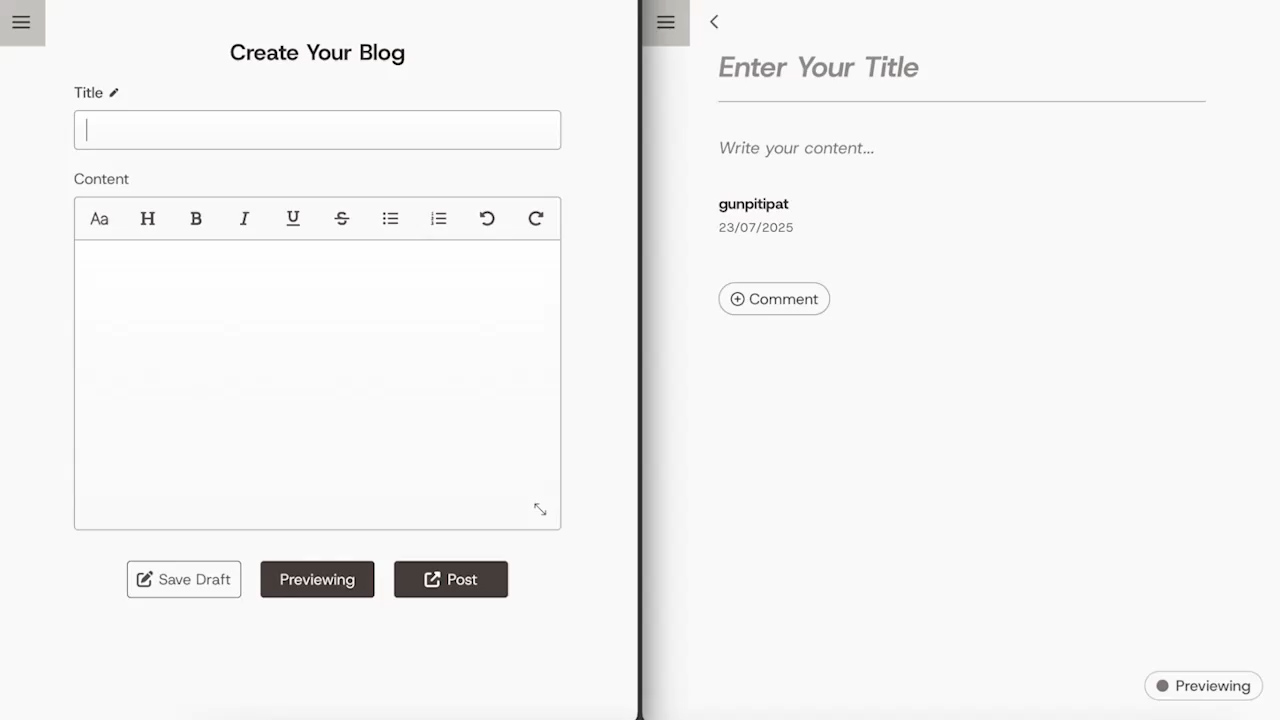 Create Your Blog
Title
Content
Aa H B I U S
Save Draft
Previewing
Post
Enter Your Title
Write your content...
gunpitipat
23/07/2025
Comment
Previewing